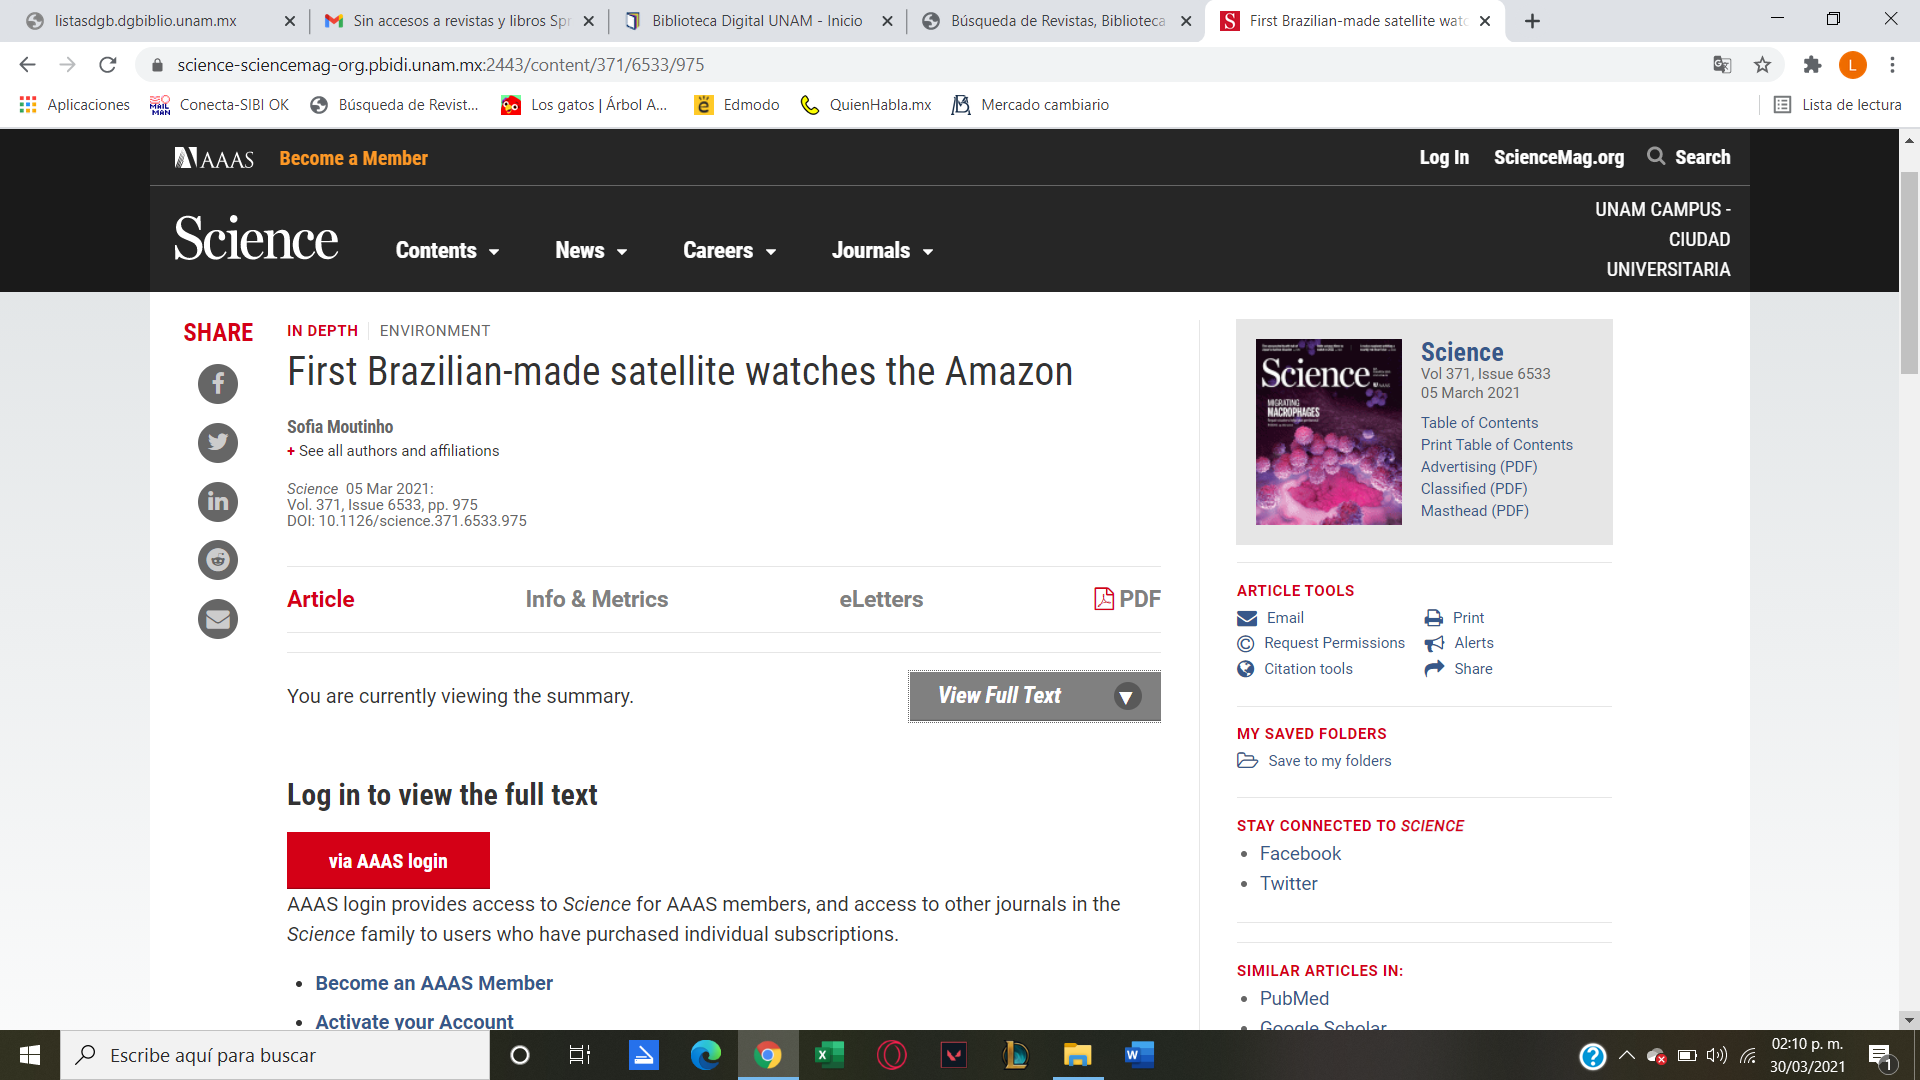 listasdgb.dgbiblio.unam.mx
Sin accesos a revistas y libros Spr
Biblioteca Digital UNAM - Inicio
Búsqueda de Revistas, Biblioteca
First Brazilian-made satellite watc
science-sciencemag-org.pbidi.unam.mx:2443/content/371/6533/975
L
Aplicaciones
Conecta-SIBI OK
Búsqueda de Revist...
Los gatos | Árbol A...
Edmodo
QuienHabla.mx
Mercado cambiario
Lista de lectura
AAAS
Become a Member
Log In
ScienceMag.org
Search
Science
Contents
News
Careers
Journals
UNAM CAMPUS -
CIUDAD
UNIVERSITARIA
SHARE
IN DEPTH
ENVIRONMENT
First Brazilian-made satellite watches the Amazon
Sofia Moutinho
+ See all authors and affiliations
Science 05 Mar 2021:
Vol. 371, Issue 6533, pp. 975
DOI: 10.1126/science.371.6533.975
Article
Info & Metrics
eLetters
PDF
You are currently viewing the summary.
View Full Text
Log in to view the full text
via AAAS login
AAAS login provides access to Science for AAAS members, and access to other journals in the
Science family to users who have purchased individual subscriptions.
• Become an AAAS Member
• Activate your Account
Science
MIGRATING
MACROPHAGES
Science
Vol 371, Issue 6533
05 March 2021
Table of Contents
Print Table of Contents
Advertising (PDF)
Classified (PDF)
Masthead (PDF)
ARTICLE TOOLS
Email
Print
Request Permissions
Alerts
Citation tools
Share
MY SAVED FOLDERS
Save to my folders
STAY CONNECTED TO SCIENCE
• Facebook
• Twitter
SIMILAR ARTICLES IN:
• PubMed
• Google Scholar
Escribe aquí para buscar
02:10 p. m.
30/03/2021
1